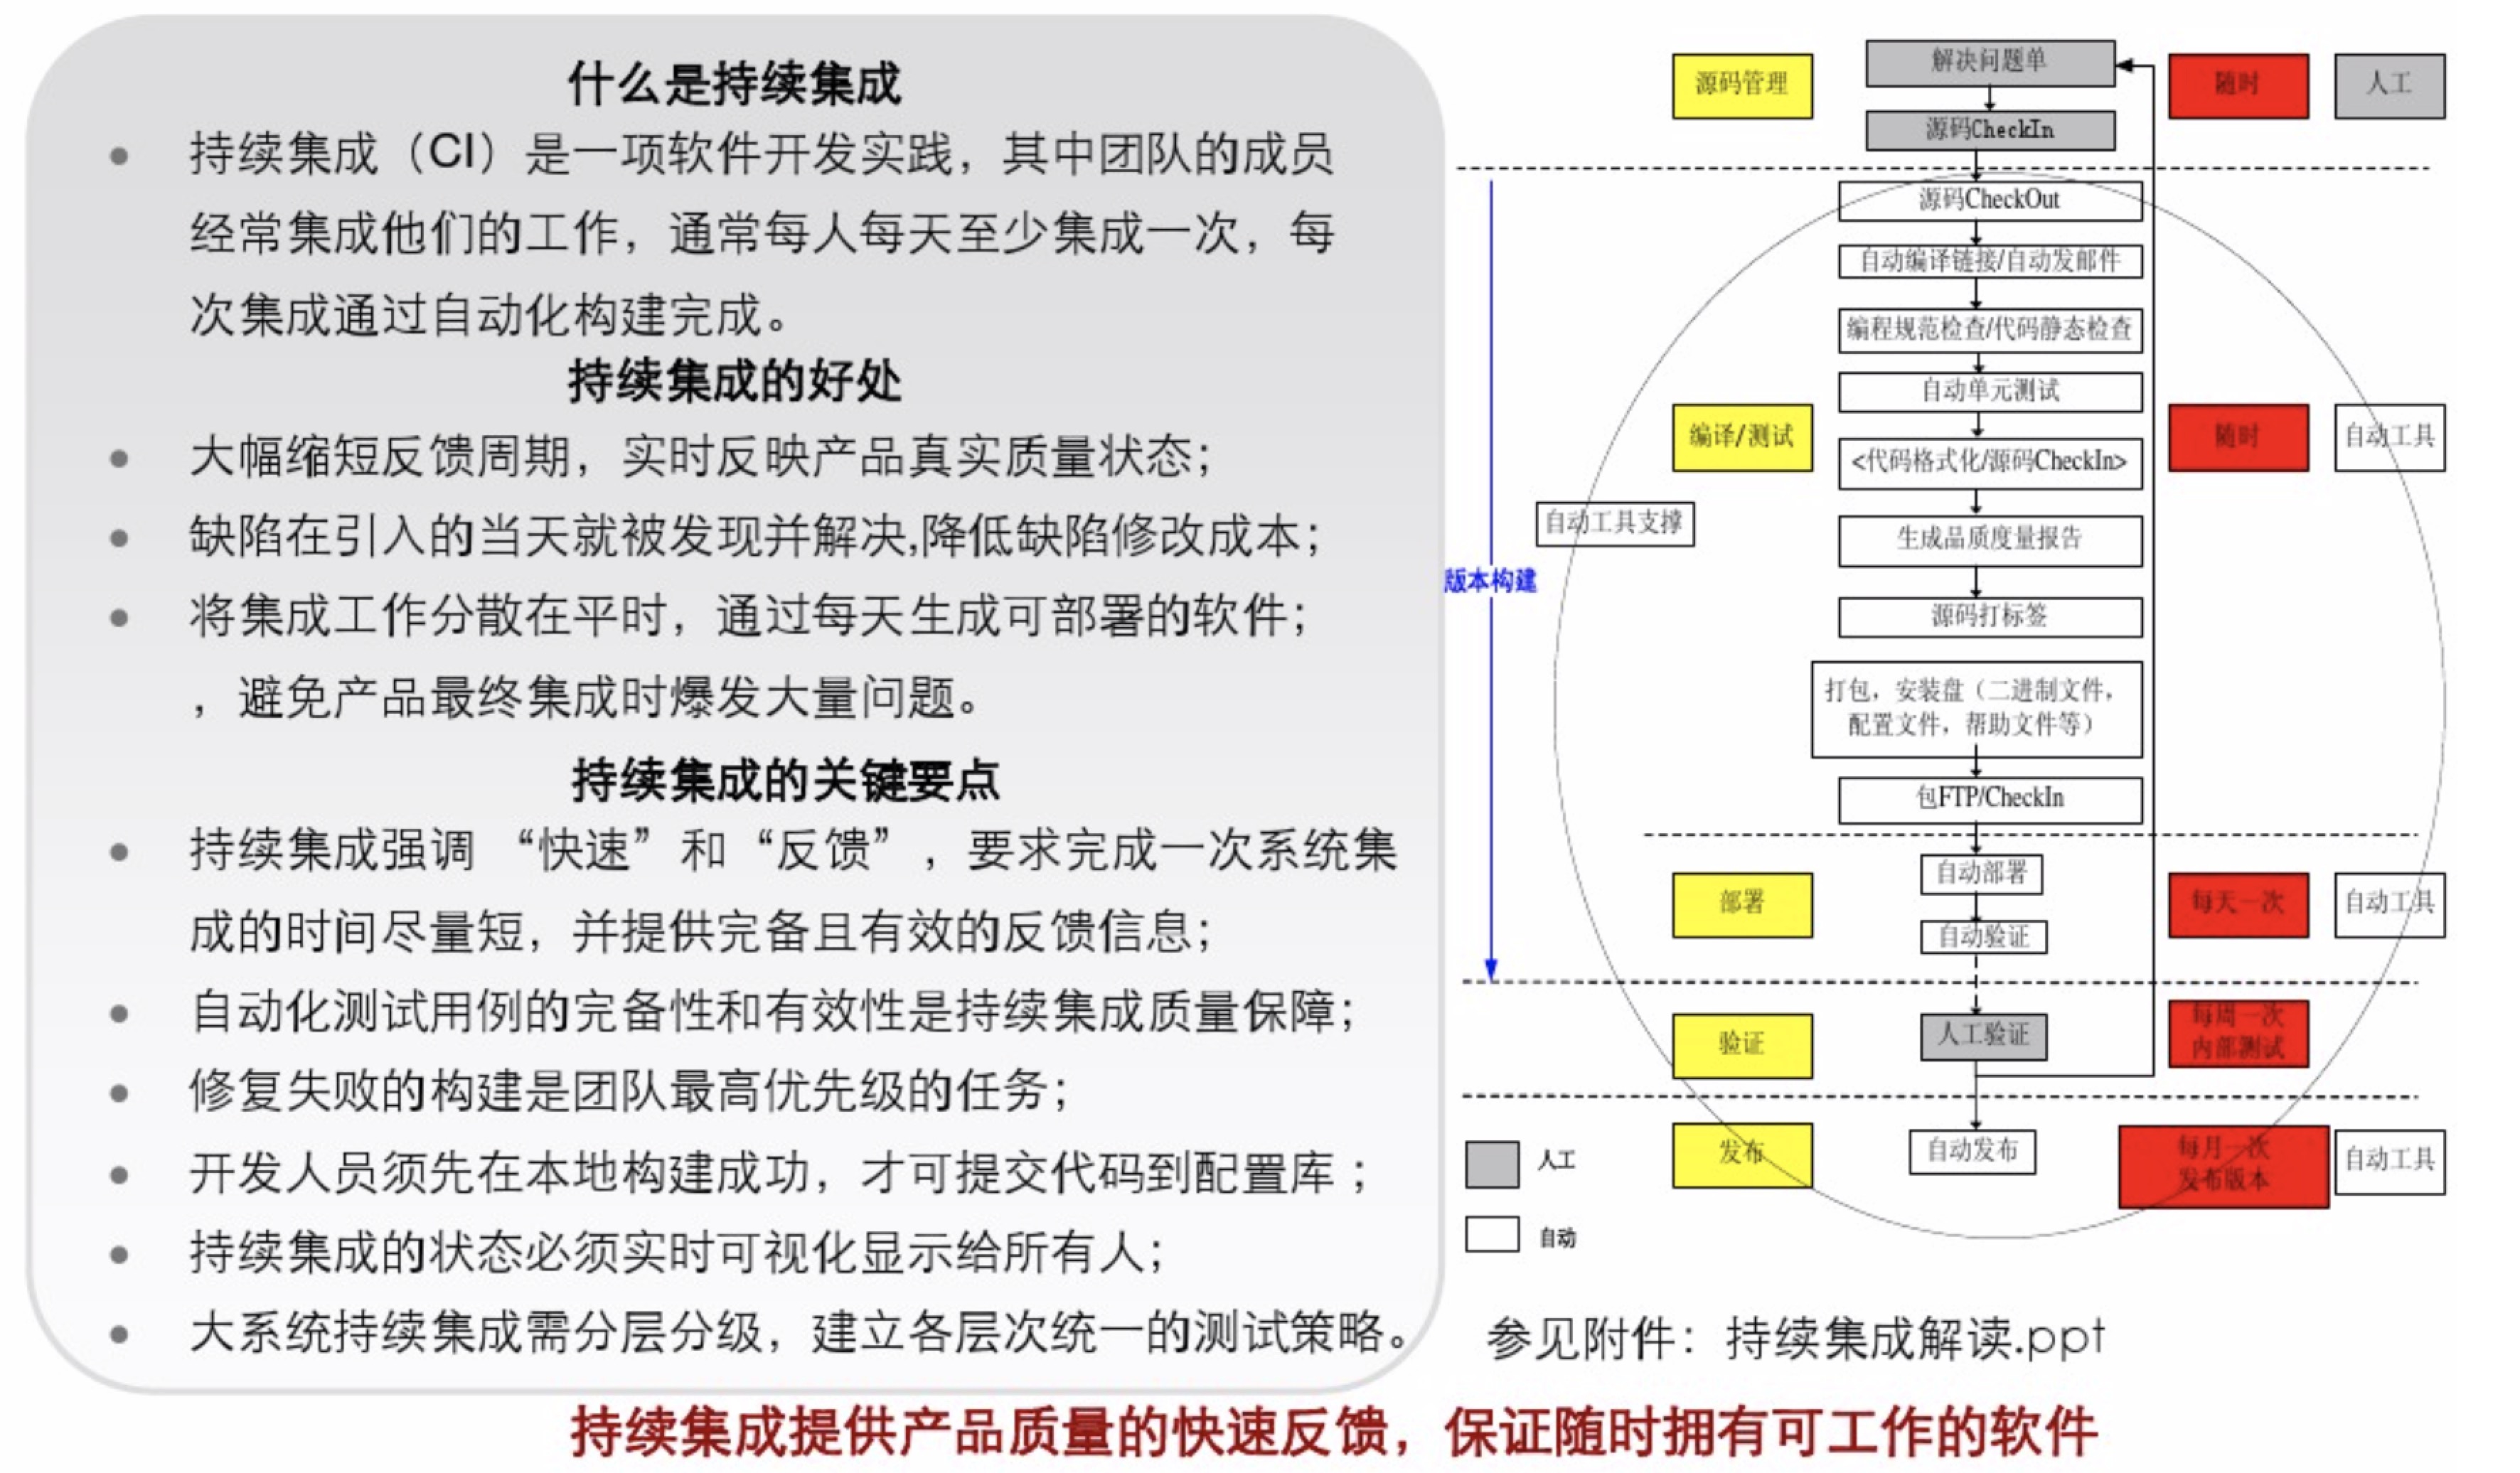 什么是持续集成
持续集成（CI）是一项软件开发实践，其中团队的成员
经常集成他们的工作，通常每人每天至少集成一次，每
次集成通过自动化构建完成。
持续集成的好处
大幅缩短反馈周期，实时反映产品真实质量状态；
缺陷在引入的当天就被发现并解决,降低缺陷修改成本；
将集成工作分散在平时，通过每天生成可部署的软件；
，避免产品最终集成时爆发大量问题。
持续集成的关键要点
持续集成强调 “快速”和“反馈”，要求完成一次系统集
成的时间尽量短，并提供完备且有效的反馈信息；
自动化测试用例的完备性和有效性是持续集成质量保障；
修复失败的构建是团队最高优先级的任务；
开发人员须先在本地构建成功，才可提交代码到配置库；
持续集成的状态必须实时可视化显示给所有人；
大系统持续集成需分层分级，建立各层次统一的测试策略。
源码管理
解决问题单
随时
人工
源码CheckIn
源码CheckOut
自动编译链接/自动发邮件
编程规范检查/代码静态检查
自动单元测试
编译/测试
随时
自动工具
<代码格式化/源码CheckIn>
自动工具支撑
生成品质度量报告
版本构建
源码打标签
打包，安装盘（二进制文件，
配置文件，帮助文件等）
包FTP/CheckIn
自动部署
部署
每天一次
自动工具
自动验证
验证
人工验证
每周一次
内部测试
发布
自动发布
每月一次
发布版本
自动工具
人工
自动
参见附件：持续集成解读.ppt
持续集成提供产品质量的快速反馈，保证随时拥有可工作的软件